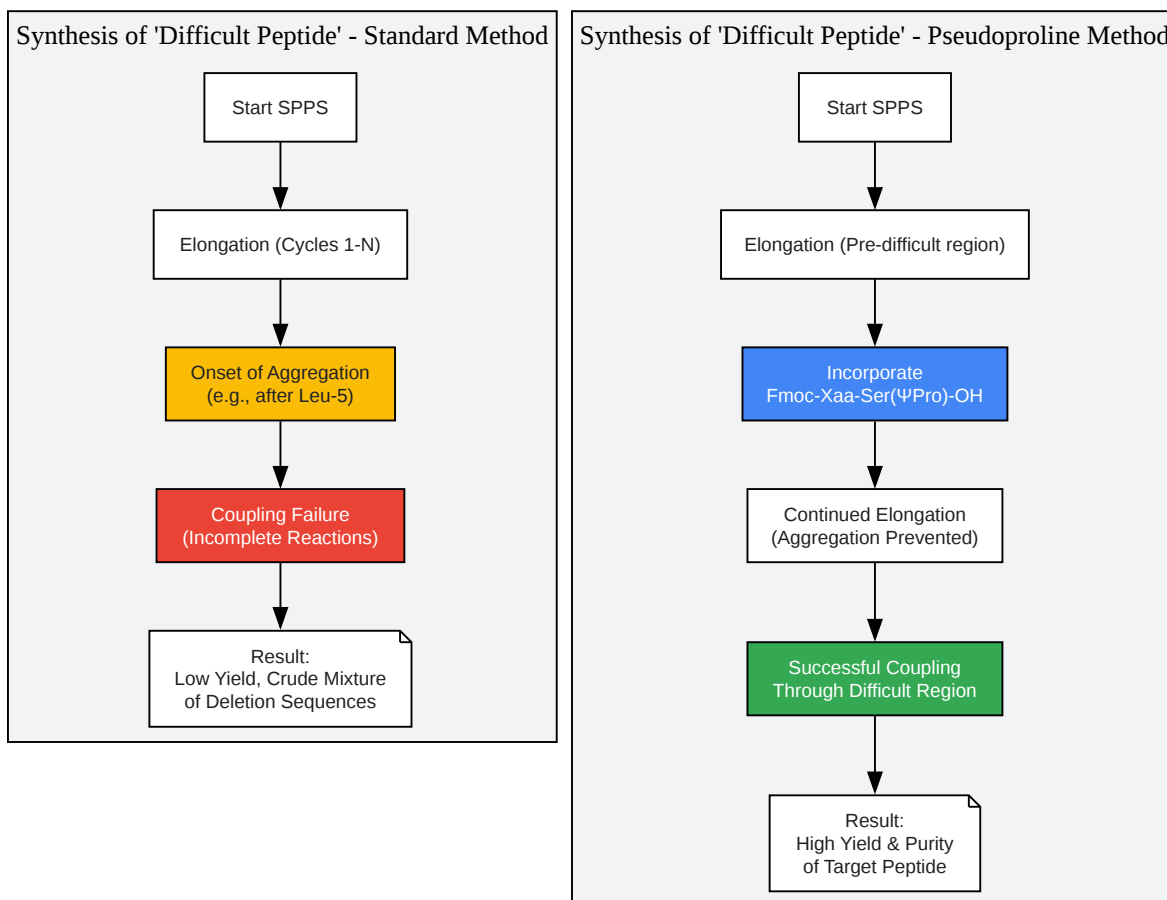 Synthesis of 'Difficult Peptide' - Standard Method
Start SPPS
Elongation (Cycles 1-N)
Onset of Aggregation
(e.g., after Leu-5)
Coupling Failure
(Incomplete Reactions)
Result:
Low Yield, Crude Mixture
of Deletion Sequences
Synthesis of 'Difficult Peptide' - Pseudoproline Method
Start SPPS
Elongation (Pre-difficult region)
Incorporate
Fmoc-Xaa-Ser(ΨPro)-OH
Continued Elongation
(Aggregation Prevented)
Successful Coupling
Through Difficult Region
Result:
High Yield & Purity
of Target Peptide